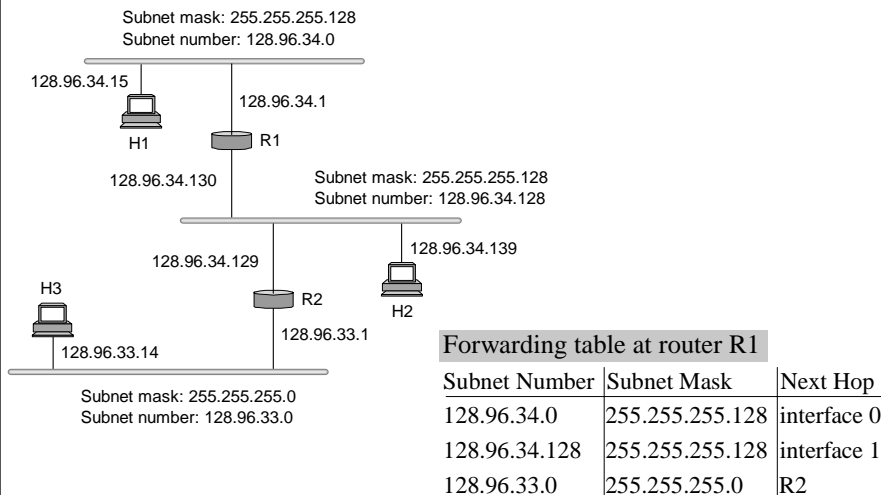 Subnet mask: 255.255.255.128
Subnet number: 128.96.34.0
128.96.34.15
128.96.34.1
H1
R1
128.96.34.130
Subnet mask: 255.255.255.128
Subnet number: 128.96.34.128
128.96.34.139
128.96.34.129
H3
R2
H2
128.96.33.1
128.96.33.14
Subnet mask: 255.255.255.0
Subnet number: 128.96.33.0
Forwarding table at router R1
Subnet Number Subnet Mask Next Hop
128.96.34.0 255.255.255.128 interface 0
128.96.34.128 255.255.255.128 interface 1
128.96.33.0 255.255.255.0 R2